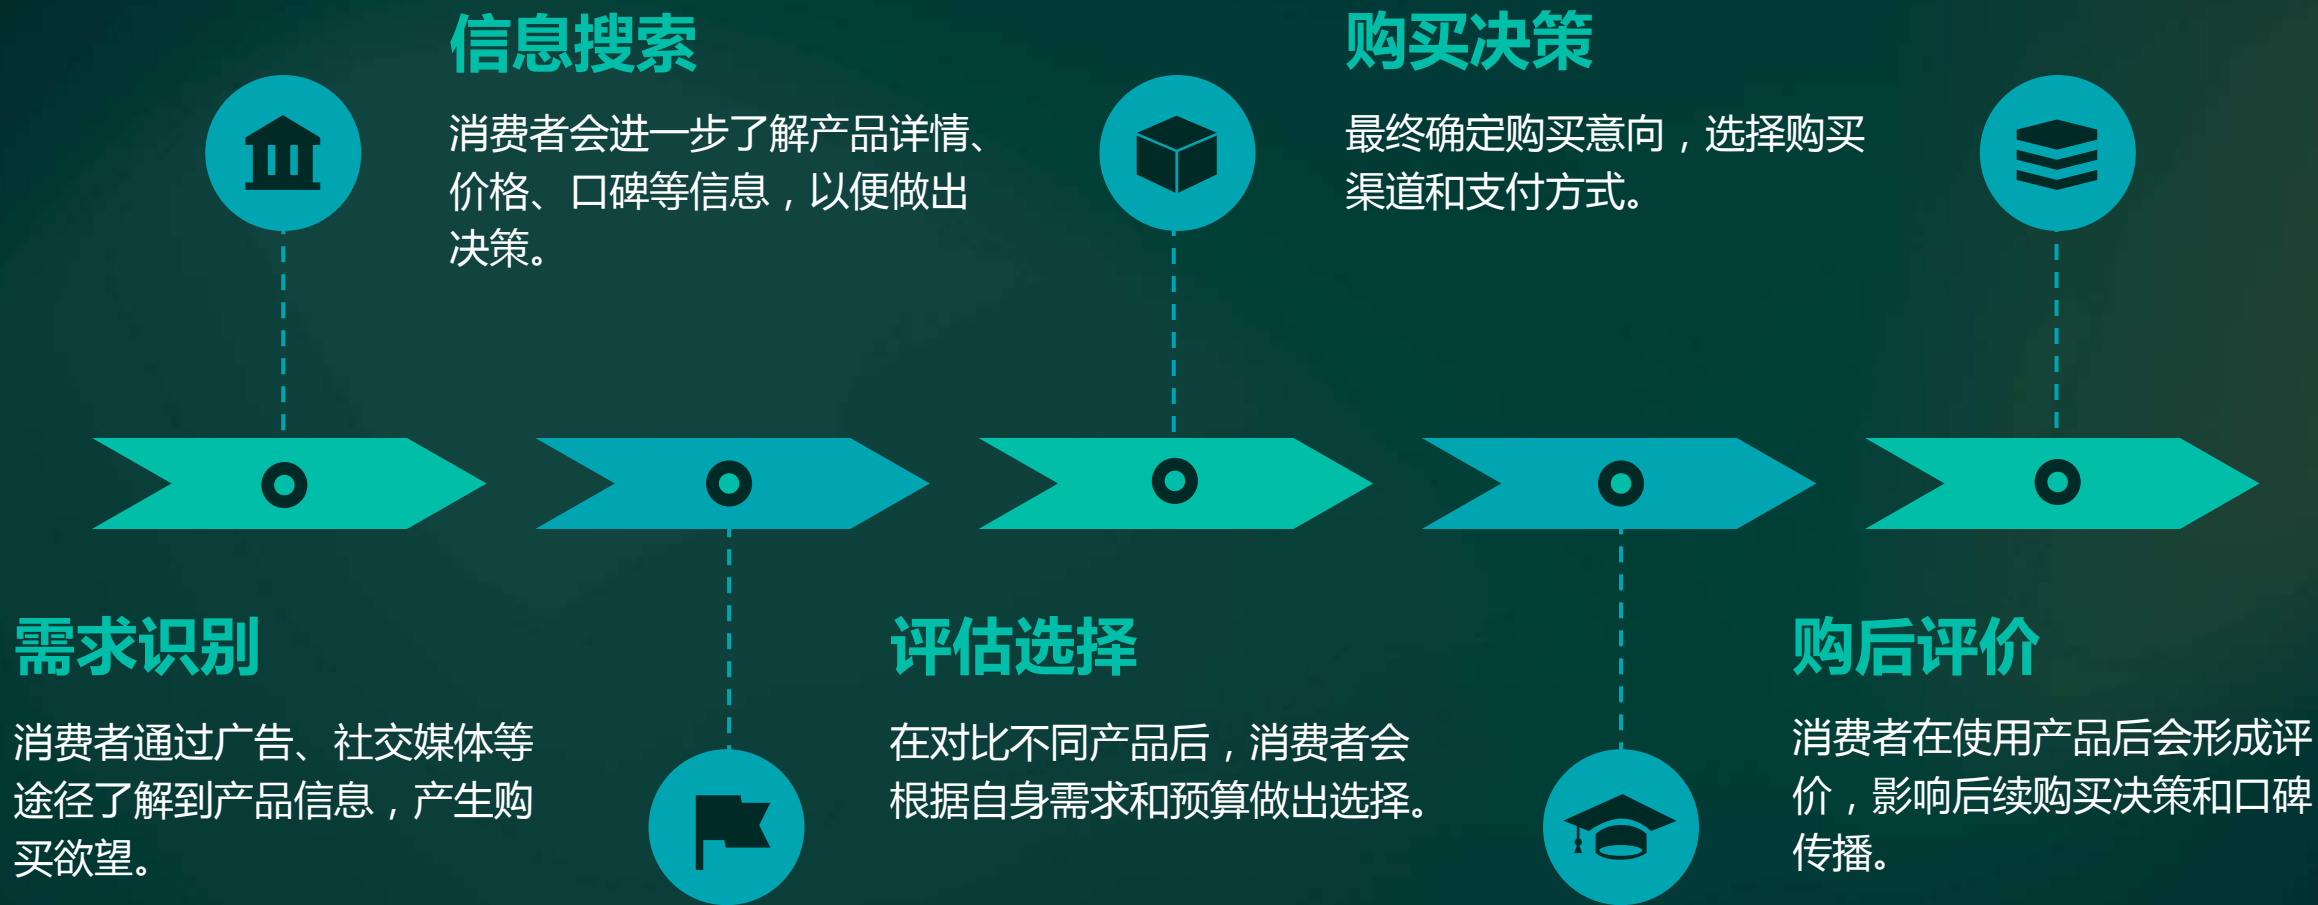 信息搜索
消费者会进一步了解产品详情、
价格、口碑等信息，以便做出
决策。
购买决策
最终确定购买意向，选择购买
渠道和支付方式。
需求识别
消费者通过广告、社交媒体等
途径了解到产品信息，产生购
买欲望。
评估选择
在对比不同产品后，消费者会
根据自身需求和预算做出选择。
购后评价
消费者在使用产品后会形成评
价，影响后续购买决策和口碑
传播。